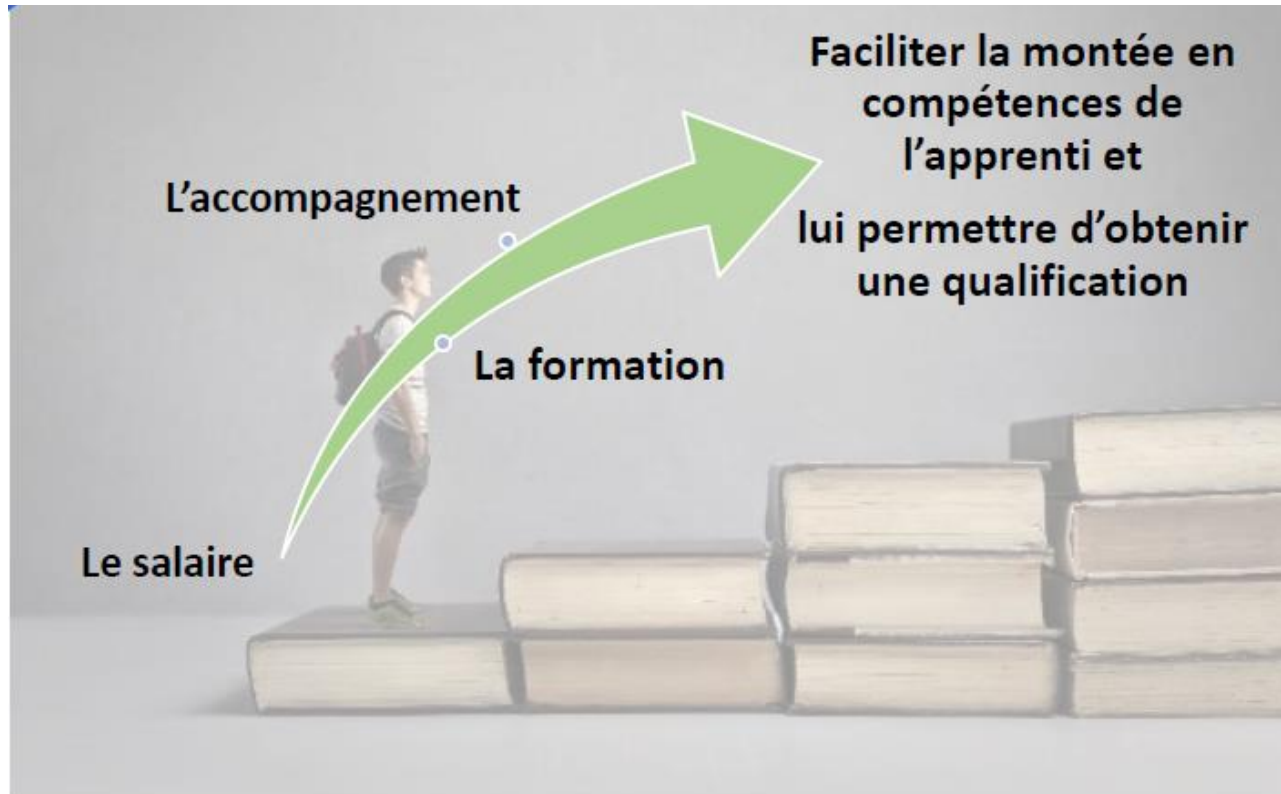 Faciliter la montée en
compétences de
l’apprenti et
lui permettre d’obtenir
une qualification
L’accompagnement
La formation
Le salaire